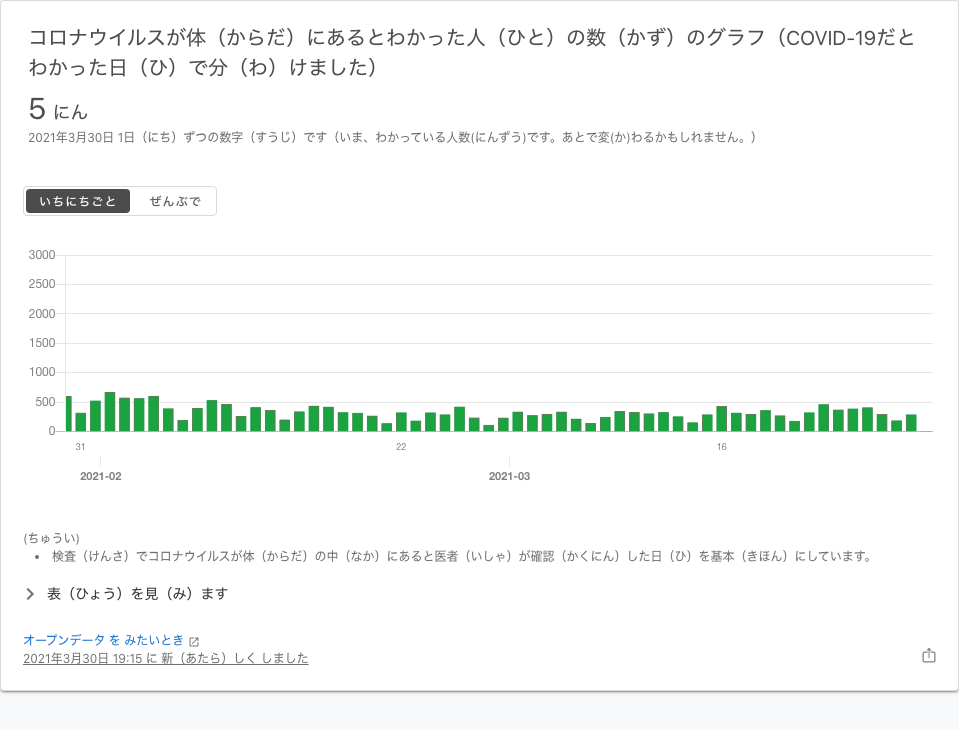 コロナウイルスが体（からだ）にあるとわかった人（ひと）の数（かず）のグラフ（COVID-19だと
わかった日（ひ）で分（わ）けました）
5 にん
2021年3月30日 1日（にち）ずつの数字（すうじ）です（いま、わかっている人数(にんずう)です。あとで変(か)わるかもしれません。）
いちにちごと ぜんぶで
3000
2500
2000
1500
1000
500
0
31 22 16
2021-02 2021-03
(ちゅうい)
• 検査（けんさ）でコロナウイルスが体（からだ）の中（なか）にあると医者（いしゃ）が確認（かくにん）した日（ひ）を基本（きほん）にしています。
表（ひょう）を見（み）ます
オープンデータ を みたいとき
2021年3月30日 19:15 に 新（あたら）しく しました